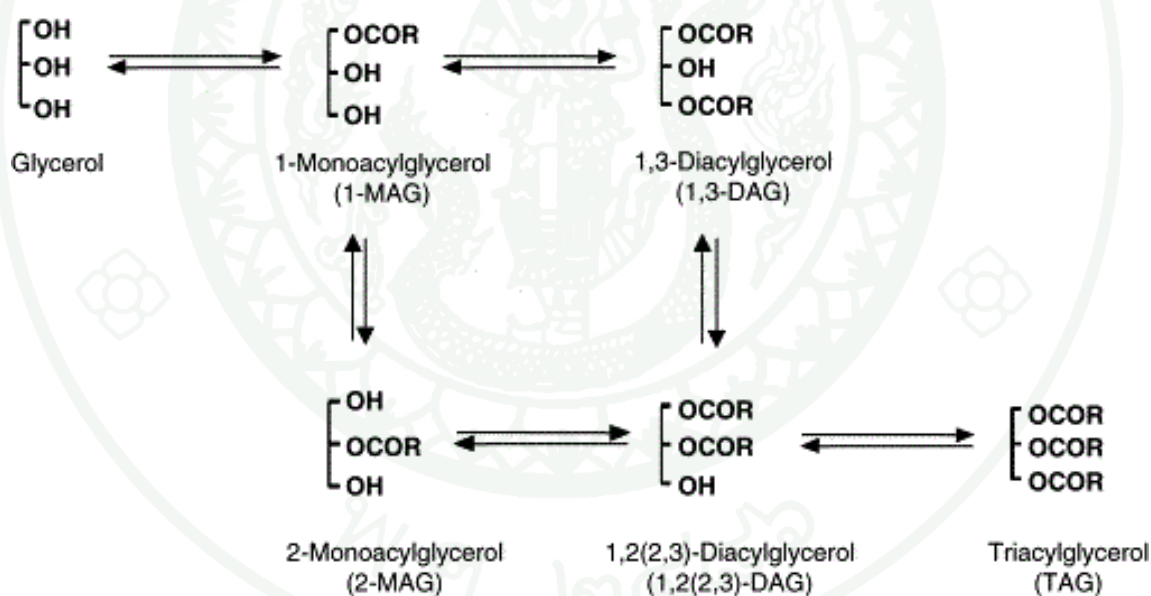 OH
OH
OH
Glycerol
OCOR
OH
OH
1-Monoacylglycerol
(1-MAG)
OCOR
OH
OCOR
1,3-Diacylglycerol
(1,3-DAG)
OH
OCOR
OH
2-Monoacylglycerol
(2-MAG)
OCOR
OCOR
OH
1,2(2,3)-Diacylglycerol
(1,2(2,3)-DAG)
OCOR
OCOR
OCOR
Triacylglycerol
(TAG)